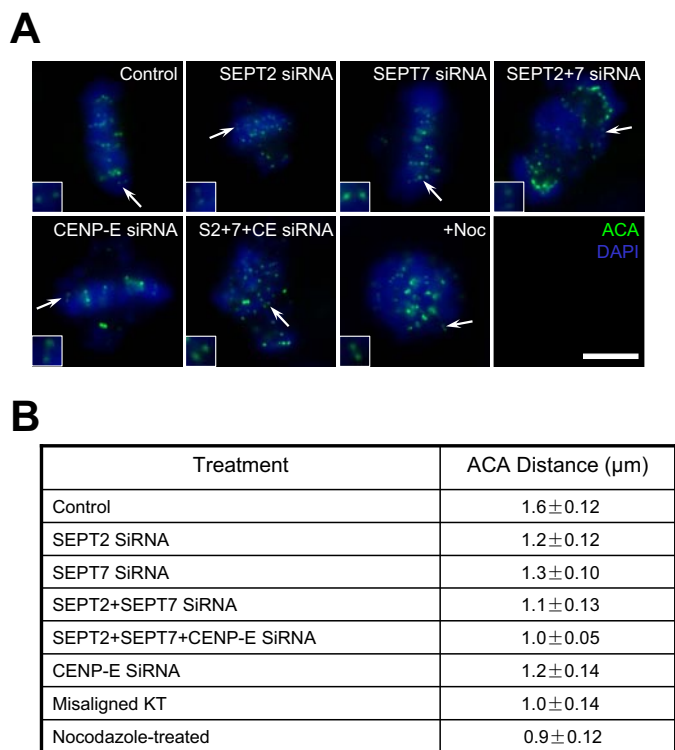 A
Control
SEPT2 siRNA
SEPT7 siRNA
SEPT2+7 siRNA
CENP-E siRNA
S2+7+CE siRNA
+Noc
ACA
DAPI
B
Treatment ACA Distance (μm)
Control 1.6±0.12
SEPT2 SiRNA 1.2±0.12
SEPT7 SiRNA 1.3±0.10
SEPT2+SEPT7 SiRNA 1.1±0.13
SEPT2+SEPT7+CENP-E SiRNA 1.0±0.05
CENP-E SiRNA 1.2±0.14
Misaligned KT 1.0±0.14
Nocodazole-treated 0.9±0.12